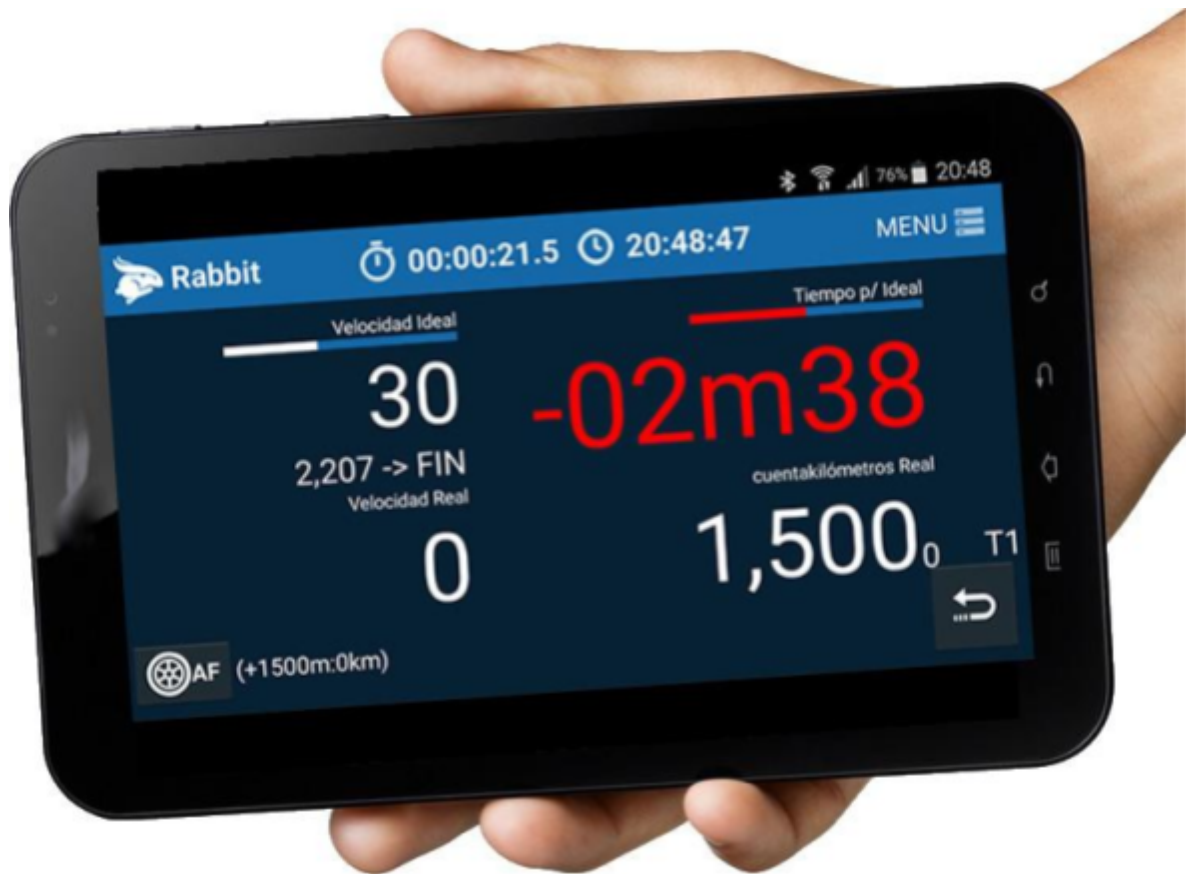 76% 20:48
Rabbit 00:00:21.5 20:48:47 MENU
Velocidad Ideal
30
2,207 -> FIN
Velocidad Real
0
Tiempo p/ Ideal
-02m38
cuentakilómetros Real
1,5000 T1
AF (+1500m:0km)